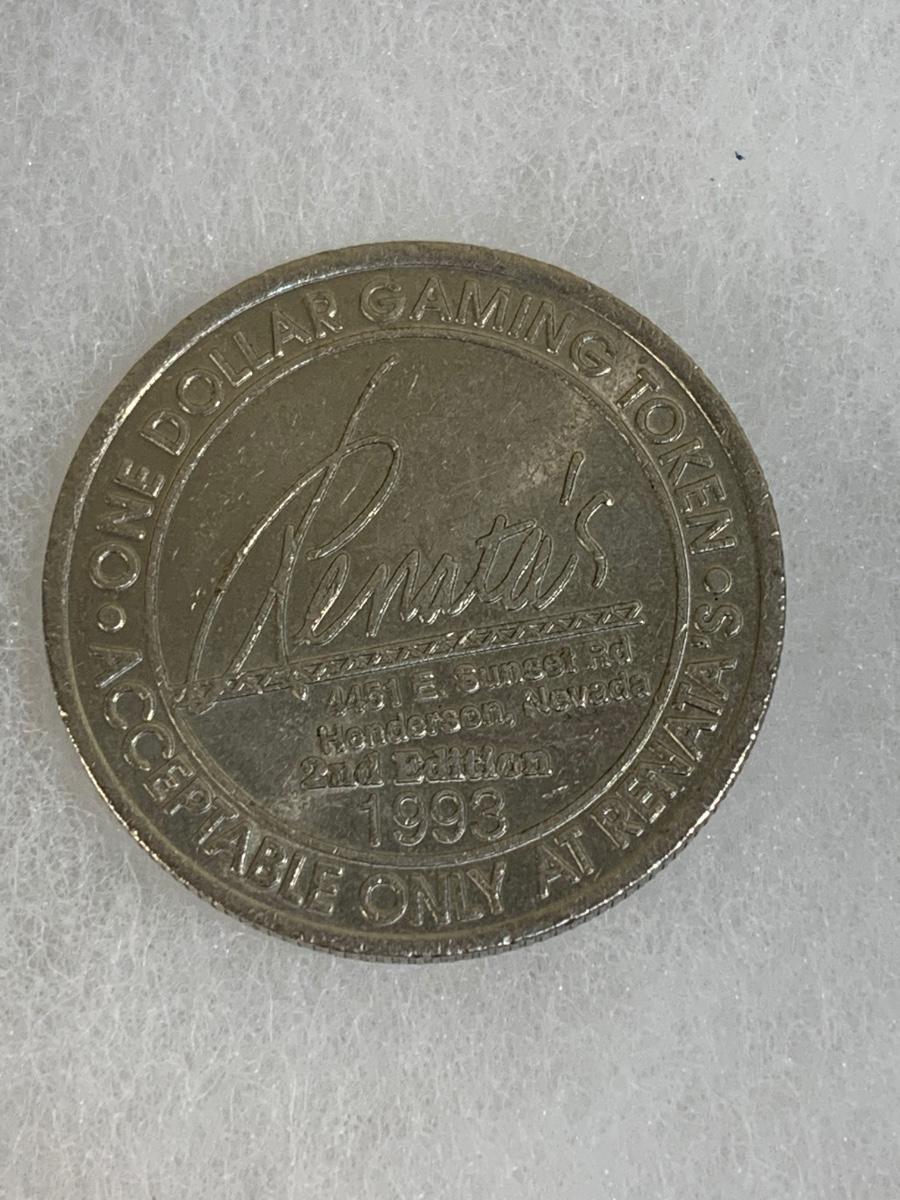 • ONE DOLLAR GAMING TOKEN •
Renata's
4451 E. Sunset Rd
Henderson, Nevada
2nd Edition
1993
ACCEPTABLE ONLY AT RENATA'S